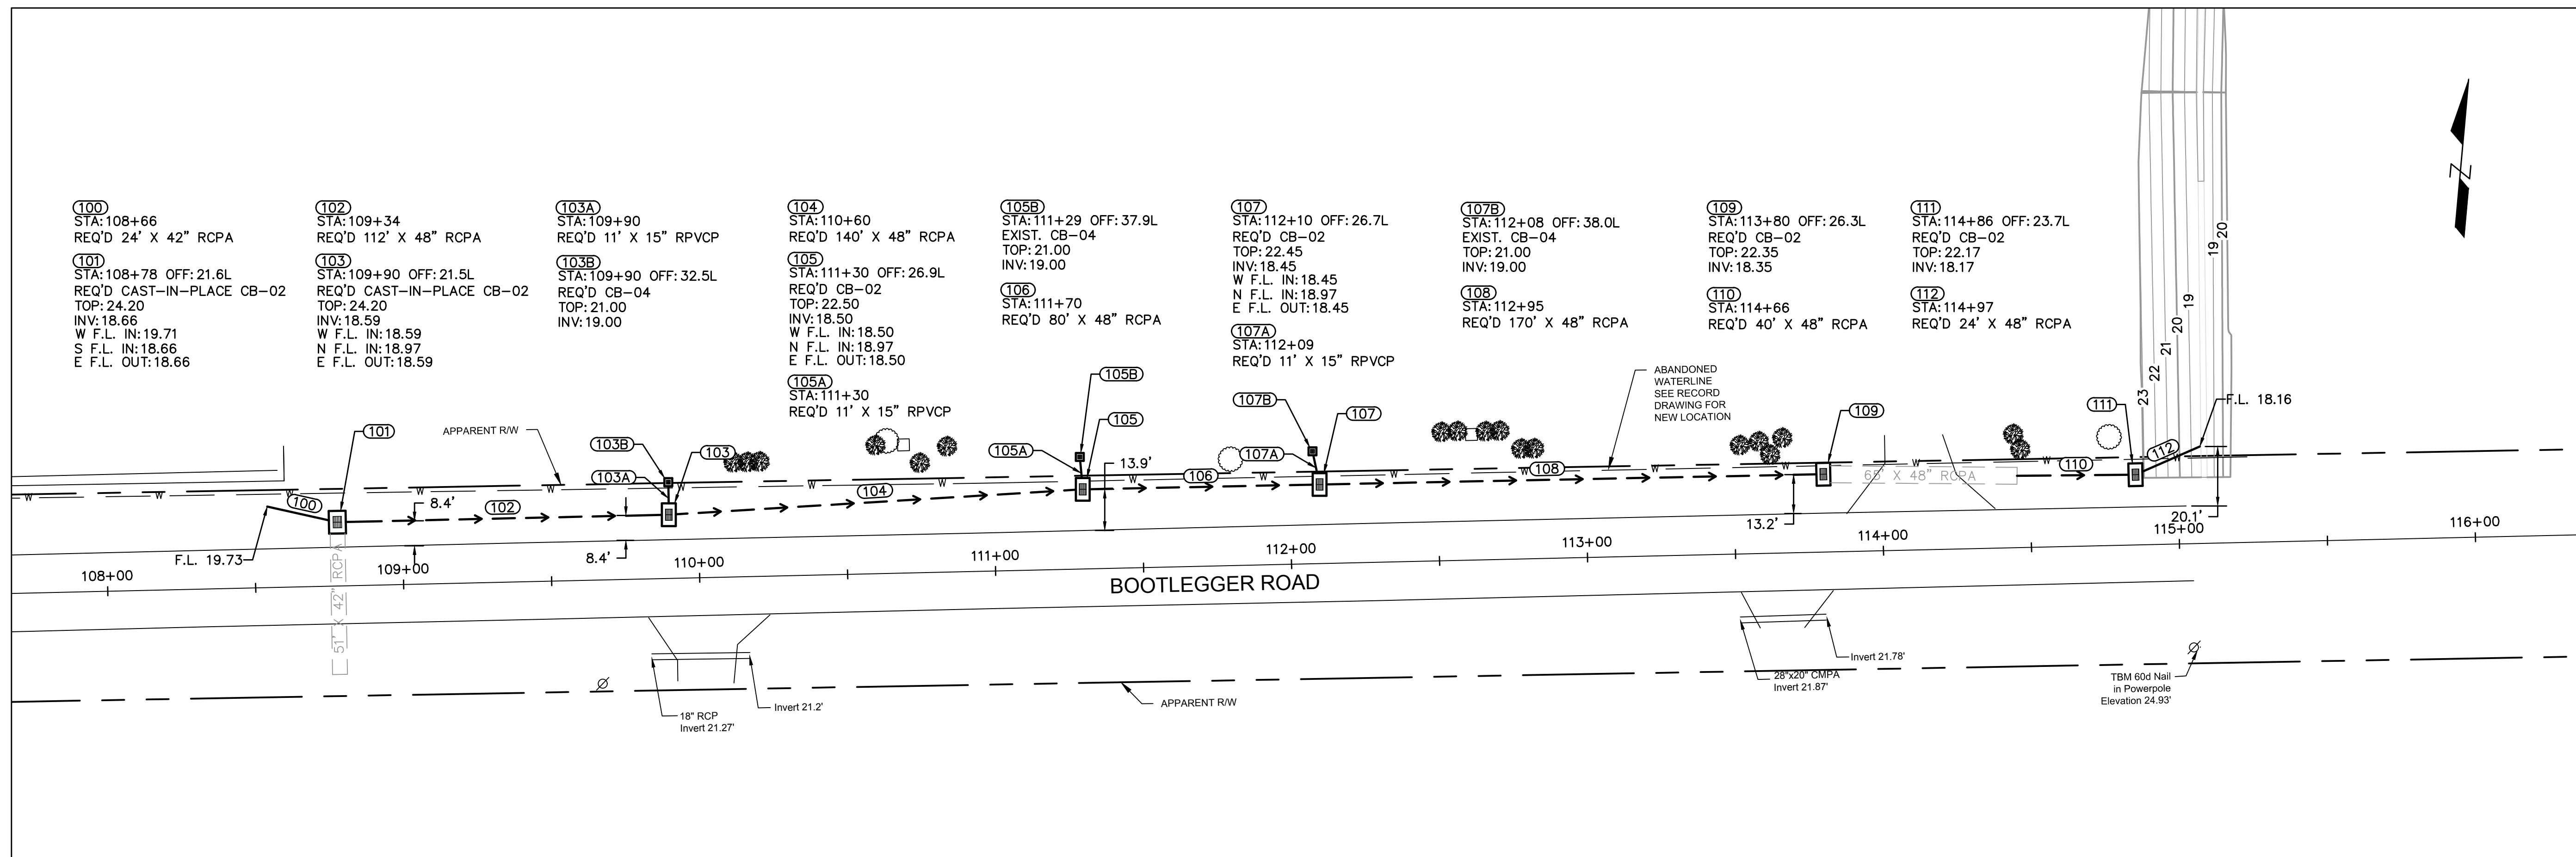 100
STA: 108+66
REQ'D 24' X 42" RCPA
101
STA: 108+78 OFF: 21.6L
REQ'D CAST-IN-PLACE CB-02
TOP: 24.20
INV: 18.66
W F.L. IN: 19.71
S F.L. IN: 18.66
E F.L. OUT: 18.66
102
STA: 109+34
REQ'D 112' X 48" RCPA
103
STA: 109+90 OFF: 21.5L
REQ'D CAST-IN-PLACE CB-02
TOP: 24.20
INV: 18.59
W F.L. IN: 18.59
N F.L. IN: 18.97
E F.L. OUT: 18.59
103A
STA: 109+90
REQ'D 11' X 15" RPVCP
103B
STA: 109+90 OFF: 32.5L
REQ'D CB-04
TOP: 21.00
INV: 19.00
104
STA: 110+60
REQ'D 140' X 48" RCPA
105
STA: 111+30 OFF: 26.9L
REQ'D CB-02
TOP: 22.50
INV: 18.50
W F.L. IN: 18.50
N F.L. IN: 18.97
E F.L. OUT: 18.50
105A
STA: 111+30
REQ'D 11' X 15" RPVCP
105B
STA: 111+29 OFF: 37.9L
EXIST. CB-04
TOP: 21.00
INV: 19.00
106
STA: 111+70
REQ'D 80' X 48" RCPA
107
STA: 112+10 OFF: 26.7L
REQ'D CB-02
TOP: 22.45
INV: 18.45
W F.L. IN: 18.45
N F.L. IN: 18.97
E F.L. OUT: 18.45
107A
STA: 112+09
REQ'D 11' X 15" RPVCP
107B
STA: 112+08 OFF: 38.0L
EXIST. CB-04
TOP: 21.00
INV: 19.00
108
STA: 112+95
REQ'D 170' X 48" RCPA
109
STA: 113+80 OFF: 26.3L
REQ'D CB-02
TOP: 22.35
INV: 18.35
110
STA: 114+66
REQ'D 40' X 48" RCPA
111
STA: 114+86 OFF: 23.7L
REQ'D CB-02
TOP: 22.17
INV: 18.17
112
STA: 114+97
REQ'D 24' X 48" RCPA
N
20
19
19
20
21
22
23
F.L. 18.16
ABANDONED
WATERLINE
SEE RECORD
DRAWING FOR
NEW LOCATION
APPARENT R/W
101
103B
103
103A
105B
105
105A
107B
107
107A
109
111
W W W W W W W W W W W W W W W W W
100
102
104
106
108
110
112
65' X 48" RCPA
8.4'
8.4'
13.9'
13.2'
20.1'
F.L. 19.73
51' X 42" RCPA
108+00
109+00
110+00
111+00
112+00
113+00
114+00
115+00
116+00
BOOTLEGGER ROAD
18" RCP
Invert 21.27'
Invert 21.2'
APPARENT R/W
28"x20" CMPA
Invert 21.87'
Invert 21.78'
TBM 60d Nail
in Powerpole
Elevation 24.93'